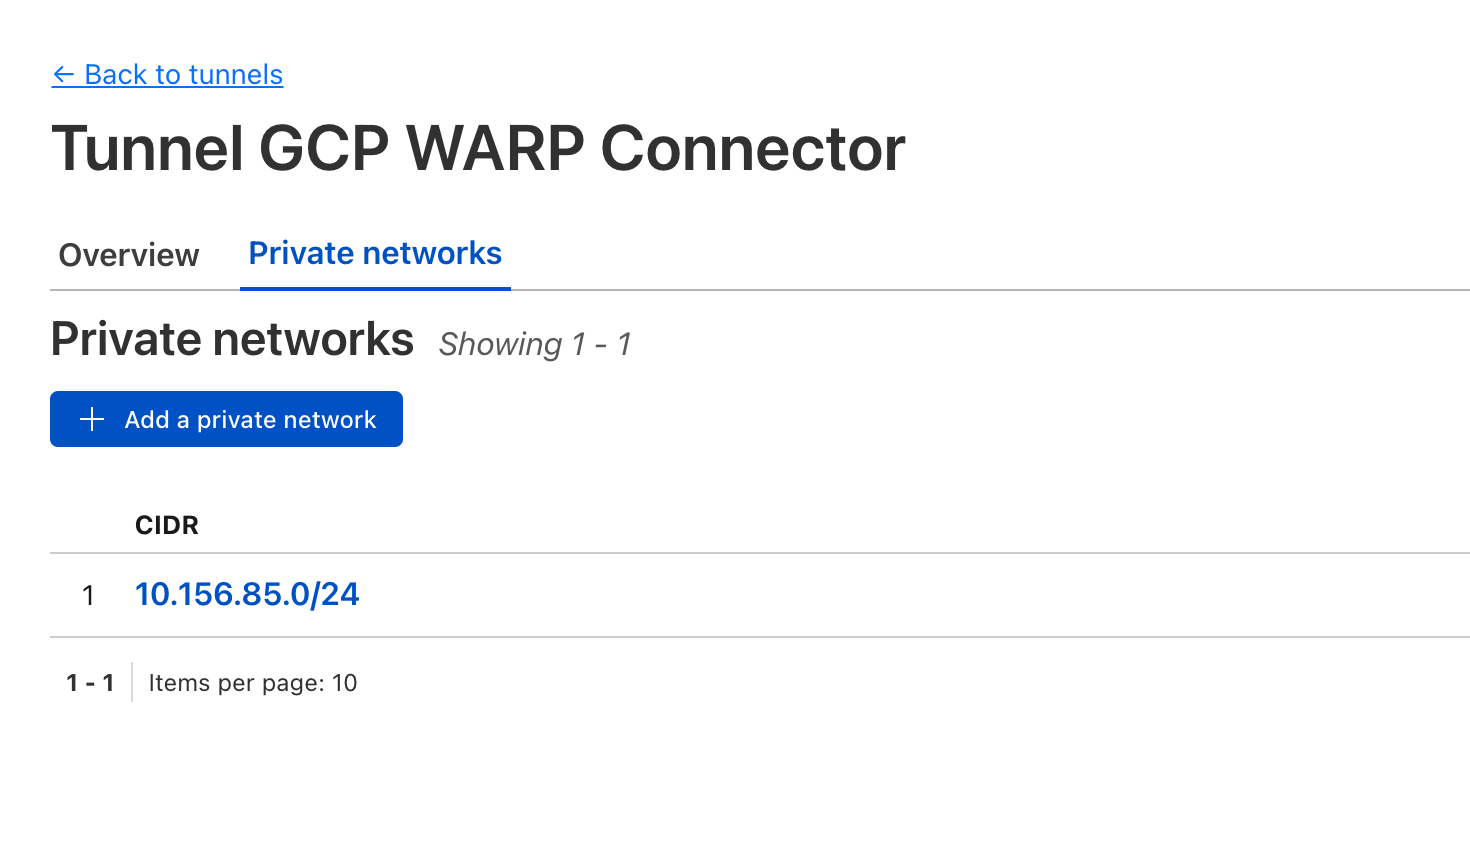 ← Back to tunnels
Tunnel GCP WARP Connector
Overview Private networks
Private networks Showing 1 - 1
+ Add a private network
CIDR
1 10.156.85.0/24
1 - 1 Items per page: 10